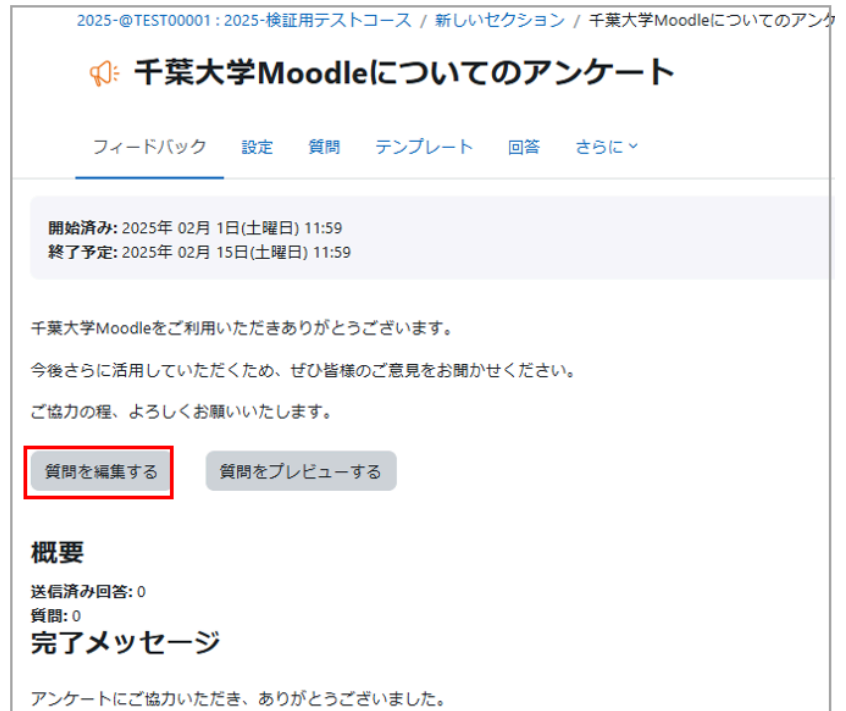 2025-@TEST00001 : 2025-検証用テストコース / 新しいセクション / 千葉大学Moodleについてのアンケ
千葉大学Moodleについてのアンケート
フィードバック 設定 質問 テンプレート 回答 さらに
開始済み: 2025年 02月 1日(土曜日) 11:59
終了予定: 2025年 02月 15日(土曜日) 11:59
千葉大学Moodleをご利用いただきありがとうございます。
今後さらに活用していただくため、ぜひ皆様のご意見をお聞かせください。
ご協力の程、よろしくお願いいたします。
質問を編集する 質問をプレビューする
概要
送信済み回答: 0
質問: 0
完了メッセージ
アンケートにご協力いただき、ありがとうございました。